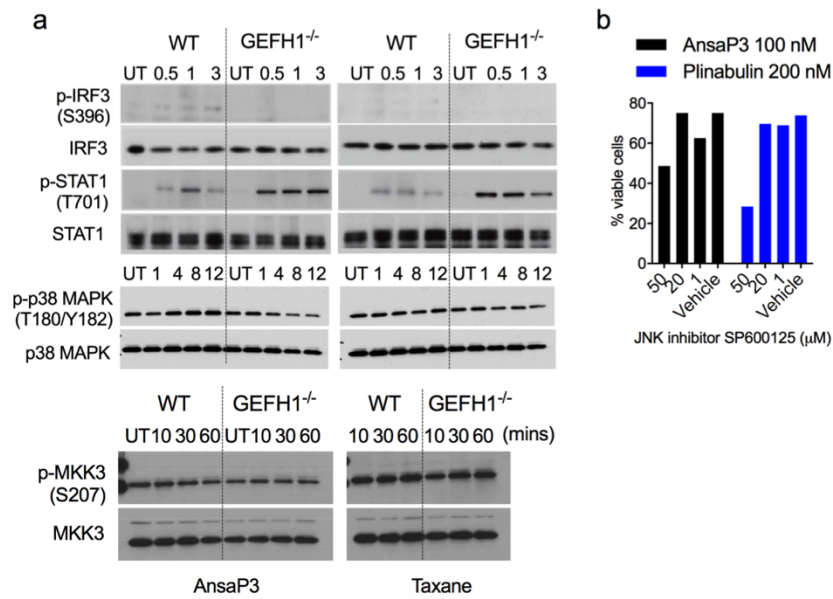 a
WT GEFH1-/- WT GEFH1-/-
UT 0.5 1 3 UT 0.5 1 3 UT 0.5 1 3 UT 0.5 1 3
p-IRF3
(S396)
IRF3
p-STAT1
(T701)
STAT1
UT 1 4 8 12 UT 1 4 8 12 UT 1 4 8 12 UT 1 4 8 12
p-p38 MAPK
(T180/Y182)
p38 MAPK
WT GEFH1-/- WT GEFH1-/-
UT 10 30 60 UT 10 30 60 10 30 60 10 30 60 (mins)
p-MKK3
(S207)
MKK3
AnsaP3 Taxane
b
AnsaP3 100 nM
Plinabulin 200 nM
% viable cells
80
60
40
20
0
50 20 1 Vehicle 50 20 1 Vehicle
JNK inhibitor SP600125 (μM)